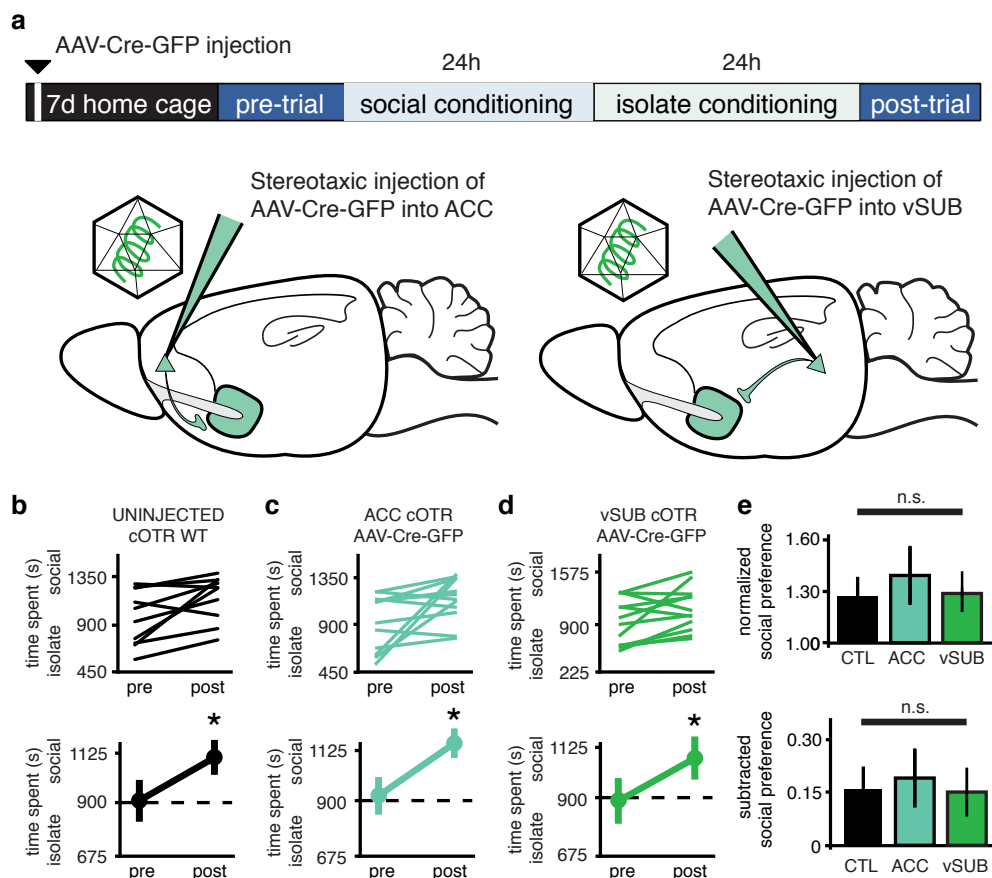 a
AAV-Cre-GFP injection
24h
24h
7d home cage
pre-trial
social conditioning
isolate conditioning
post-trial
Stereotaxic injection of
AAV-Cre-GFP into ACC
Stereotaxic injection of
AAV-Cre-GFP into vSUB
b
UNINJECTED
cOTR WT
time spent (s)
isolate social
1350
900
450
pre post
time spent (s)
isolate social
1125
900
675
*
c
ACC cOTR
AAV-Cre-GFP
time spent (s)
isolate social
1350
900
450
pre post
time spent (s)
isolate social
1125
900
675
*
d
vSUB cOTR
AAV-Cre-GFP
time spent (s)
isolate social
1575
900
225
pre post
time spent (s)
isolate social
1125
900
675
*
e
n.s.
normalized
social preference
1.60
1.30
1.00
CTL ACC vSUB
n.s.
subtracted
social preference
0.30
0.15
0
CTL ACC vSUB